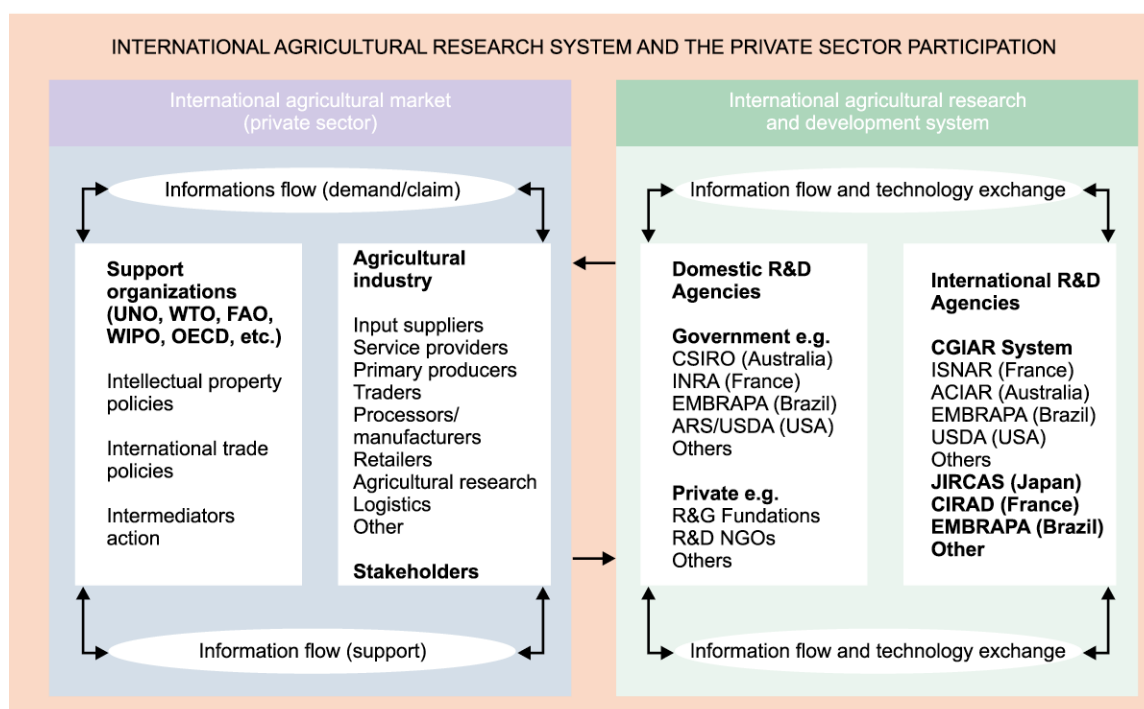 INTERNATIONAL AGRICULTURAL RESEARCH SYSTEM AND THE PRIVATE SECTOR PARTICIPATION
International agricultural market
(private sector)
Informations flow (demand/claim)
Support
organizations
(UNO, WTO, FAO,
WIPO, OECD, etc.)
Intellectual property
policies
International trade
policies
Intermediators
action
Agricultural
industry
Input suppliers
Service providers
Primary producers
Traders
Processors/
manufacturers
Retailers
Agricultural research
Logistics
Other
Stakeholders
Information flow (support)
International agricultural research
and development system
Information flow and technology exchange
Domestic R&D
Agencies
Government e.g.
CSIRO (Australia)
INRA (France)
EMBRAPA (Brazil)
ARS/USDA (USA)
Others
Private e.g.
R&G Fundations
R&D NGOs
Others
International R&D
Agencies
CGIAR System
ISNAR (France)
ACIAR (Australia)
EMBRAPA (Brazil)
USDA (USA)
Others
JIRCAS (Japan)
CIRAD (France)
EMBRAPA (Brazil)
Other
Information flow and technology exchange